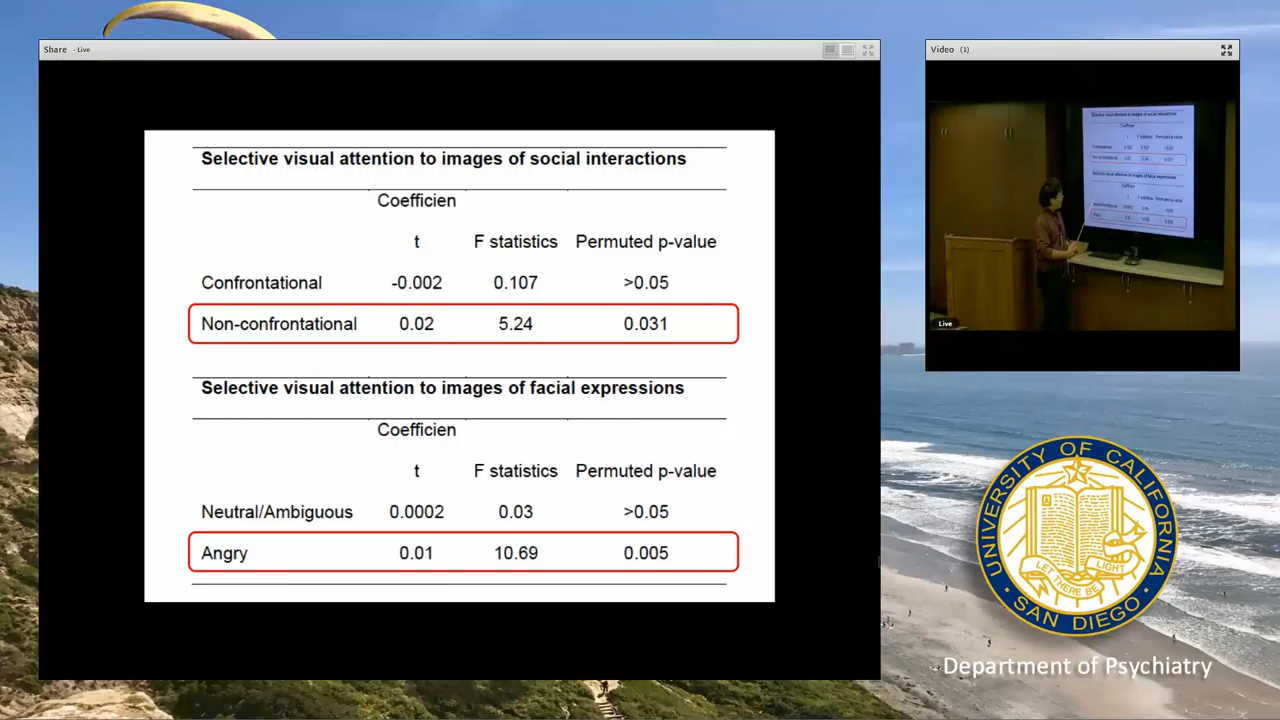 Share - Live
Video (1)
Selective visual attention to images of social interactions
Coefficien
t F statistics Permuted p-value
Confrontational -0.002 0.107 >0.05
Non-confrontational 0.02 5.24 0.031
Selective visual attention to images of facial expressions
Coefficien
t F statistics Permuted p-value
Neutral/Ambiguous 0.0002 0.03 >0.05
Angry 0.01 10.69 0.005
Live
UNIVERSITY OF CALIFORNIA
A
LET THERE BE LIGHT
SAN DIEGO
Department of Psychiatry